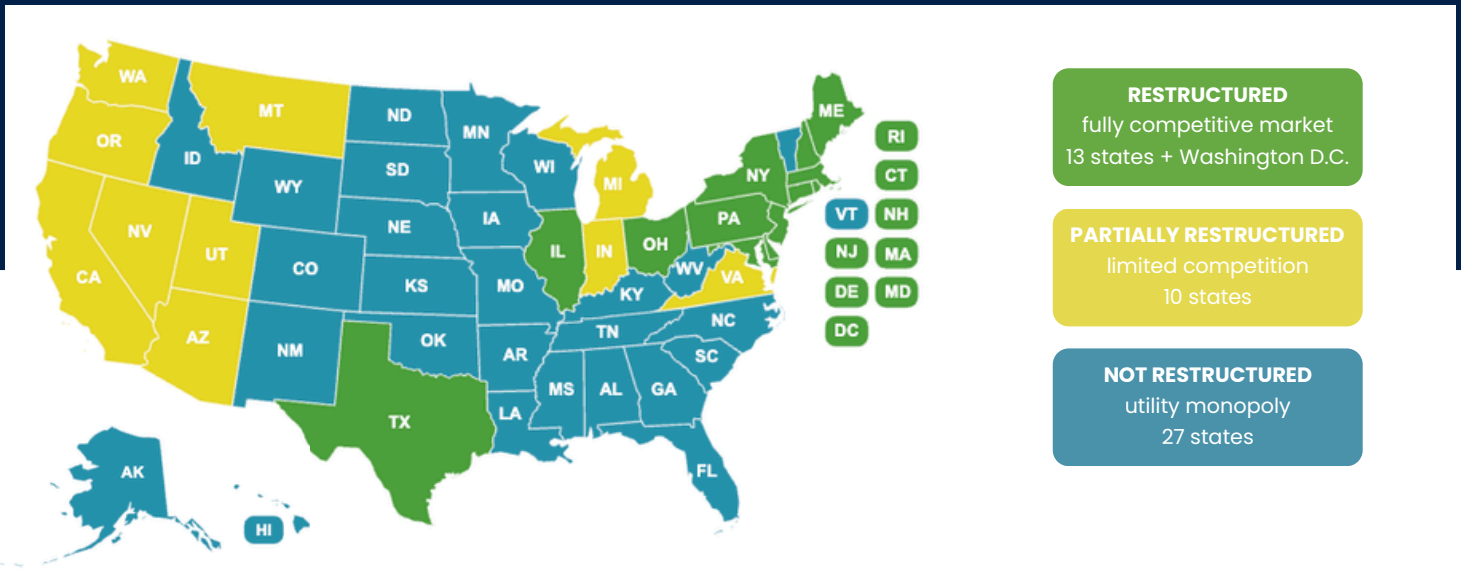 WA
MT
ND
MN
ME
OR
ID
SD
WI
MI
NY
RI
WY
CT
NE
IA
PA
VT
NH
NV
UT
CO
IL
IN
OH
NJ
MA
CA
KS
MO
KY
WV
VA
DE
MD
AZ
NM
OK
AR
TN
NC
DC
SC
TX
LA
MS
AL
GA
FL
AK
HI
RESTRUCTURED
fully competitive market
13 states + Washington D.C.
PARTIALLY RESTRUCTURED
limited competition
10 states
NOT RESTRUCTURED
utility monopoly
27 states